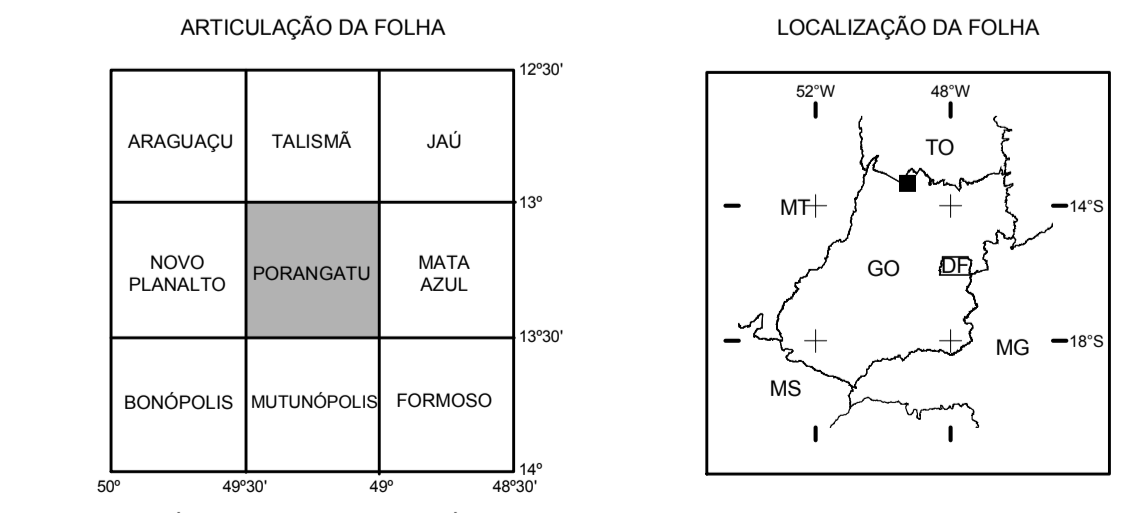 ARTICULAÇÃO DA FOLHA
12º30'
ARAGUAÇU
TALISMÃ
JAÚ
13º
NOVO
PLANALTO
PORANGATU
MATA
AZUL
13º30'
BONÓPOLIS
MUTUNÓPOLIS
FORMOSO
14º
50º
49º30'
49º
48º30'
LOCALIZAÇÃO DA FOLHA
52°W
48°W
TO
MT
14°S
GO
DF
MG
18°S
MS